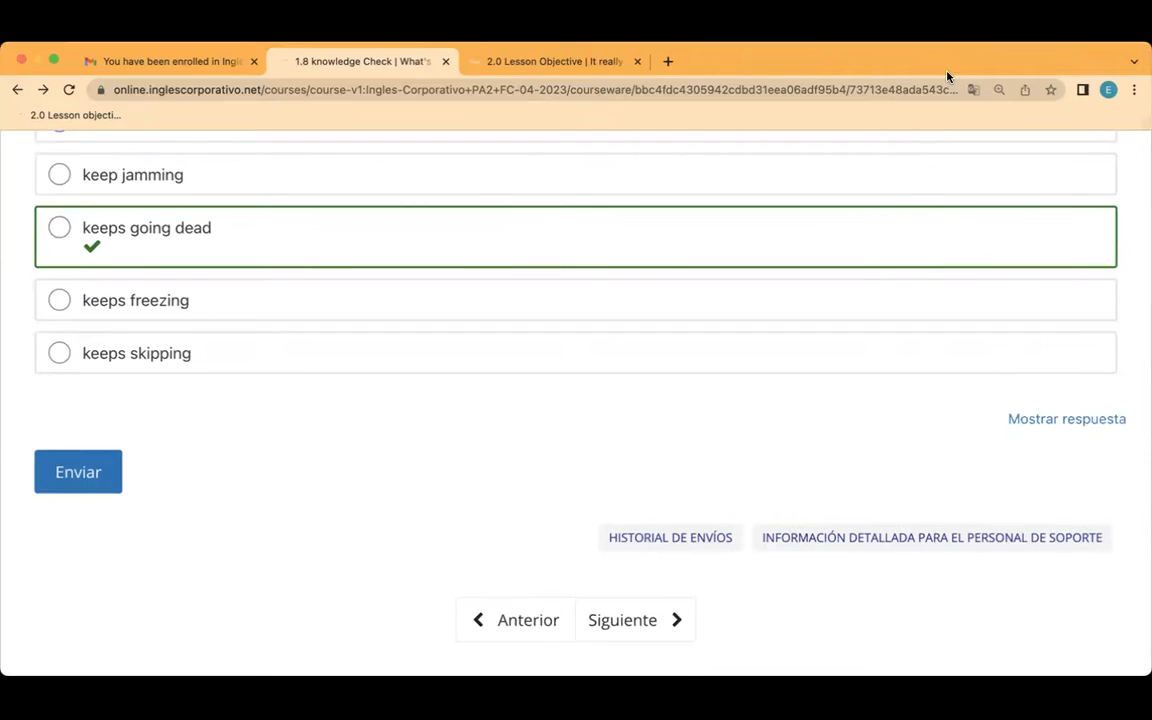 You have been enrolled in Ingle
1.8 knowledge Check | What's
2.0 Lesson Objective | It really
online.inglescorporativo.net/courses/course-v1:Ingles-Corporativo+PA2+FC-04-2023/courseware/bbc4fdc4305942cdbd31eea06adf95b4/73713e48ada543c...
E
2.0 Lesson objecti...
keep jamming
keeps going dead
keeps freezing
keeps skipping
Mostrar respuesta
Enviar
HISTORIAL DE ENVÍOS
INFORMACIÓN DETALLADA PARA EL PERSONAL DE SOPORTE
Anterior
Siguiente